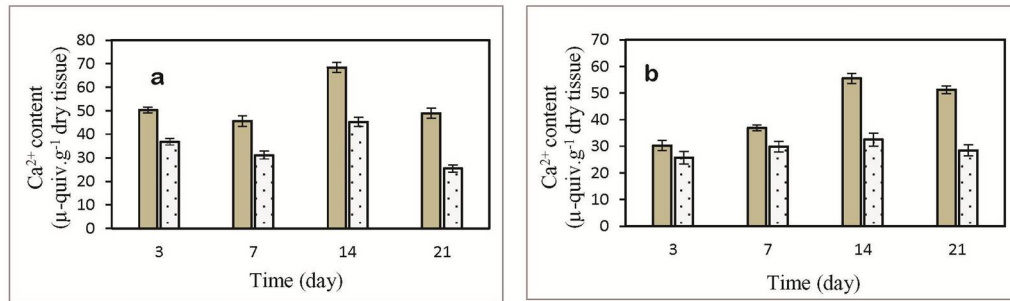 80
70
60
50
40
30
20
10
0
a
3 7 14 21
Time (day)
Ca²⁺ content
(μ-quiv.g⁻¹ dry tissue)
70
60
50
40
30
20
10
0
b
3 7 14 21
Time (day)
Ca²⁺ content
(μ-quiv.g⁻¹ dry tissue)